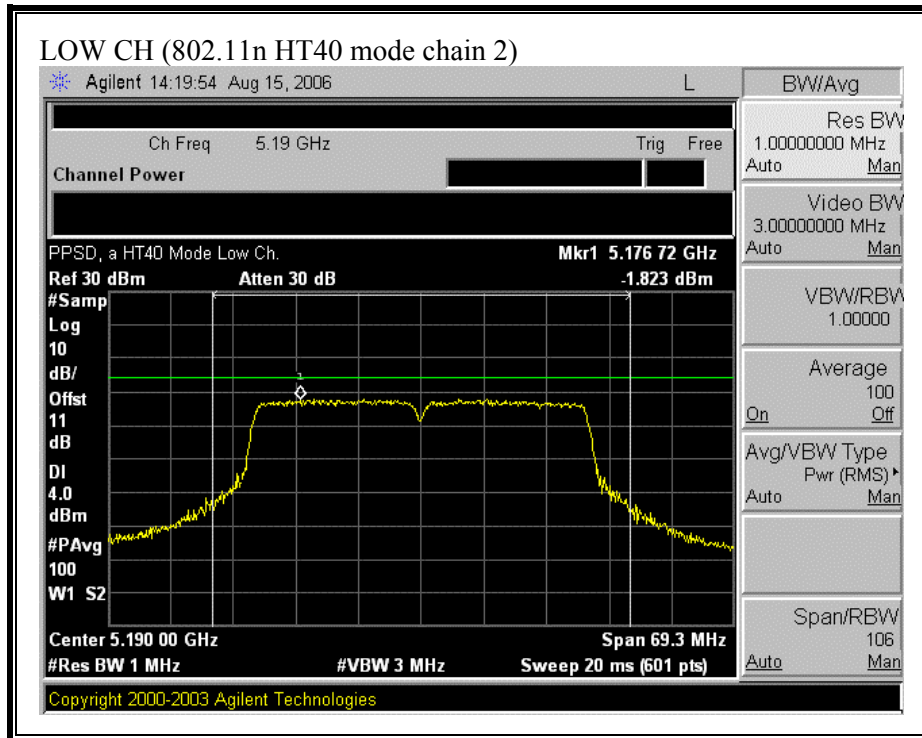 LOW CH (802.11n HT40 mode chain 2)
Agilent 14:19:54 Aug 15, 2006 L
BW/Avg
Ch Freq 5.19 GHz Trig Free
Channel Power
PPSD, a HT40 Mode Low Ch. Mkr1 5.176 72 GHz
Ref 30 dBm Atten 30 dB -1.823 dBm
#Samp
Log
10
dB/
Offst
11
dB
DI
4.0
dBm
#PAvg
100
W1 S2
1
Center 5.190 00 GHz Span 69.3 MHz
#Res BW 1 MHz #VBW 3 MHz Sweep 20 ms (601 pts)
Copyright 2000-2003 Agilent Technologies
Res BW
1.00000000 MHz
Auto Man
Video BW
3.00000000 MHz
Auto Man
VBW/RBW
1.00000
Average
100
On Off
Avg/VBW Type
Pwr (RMS)
Auto Man
Span/RBW
106
Auto Man